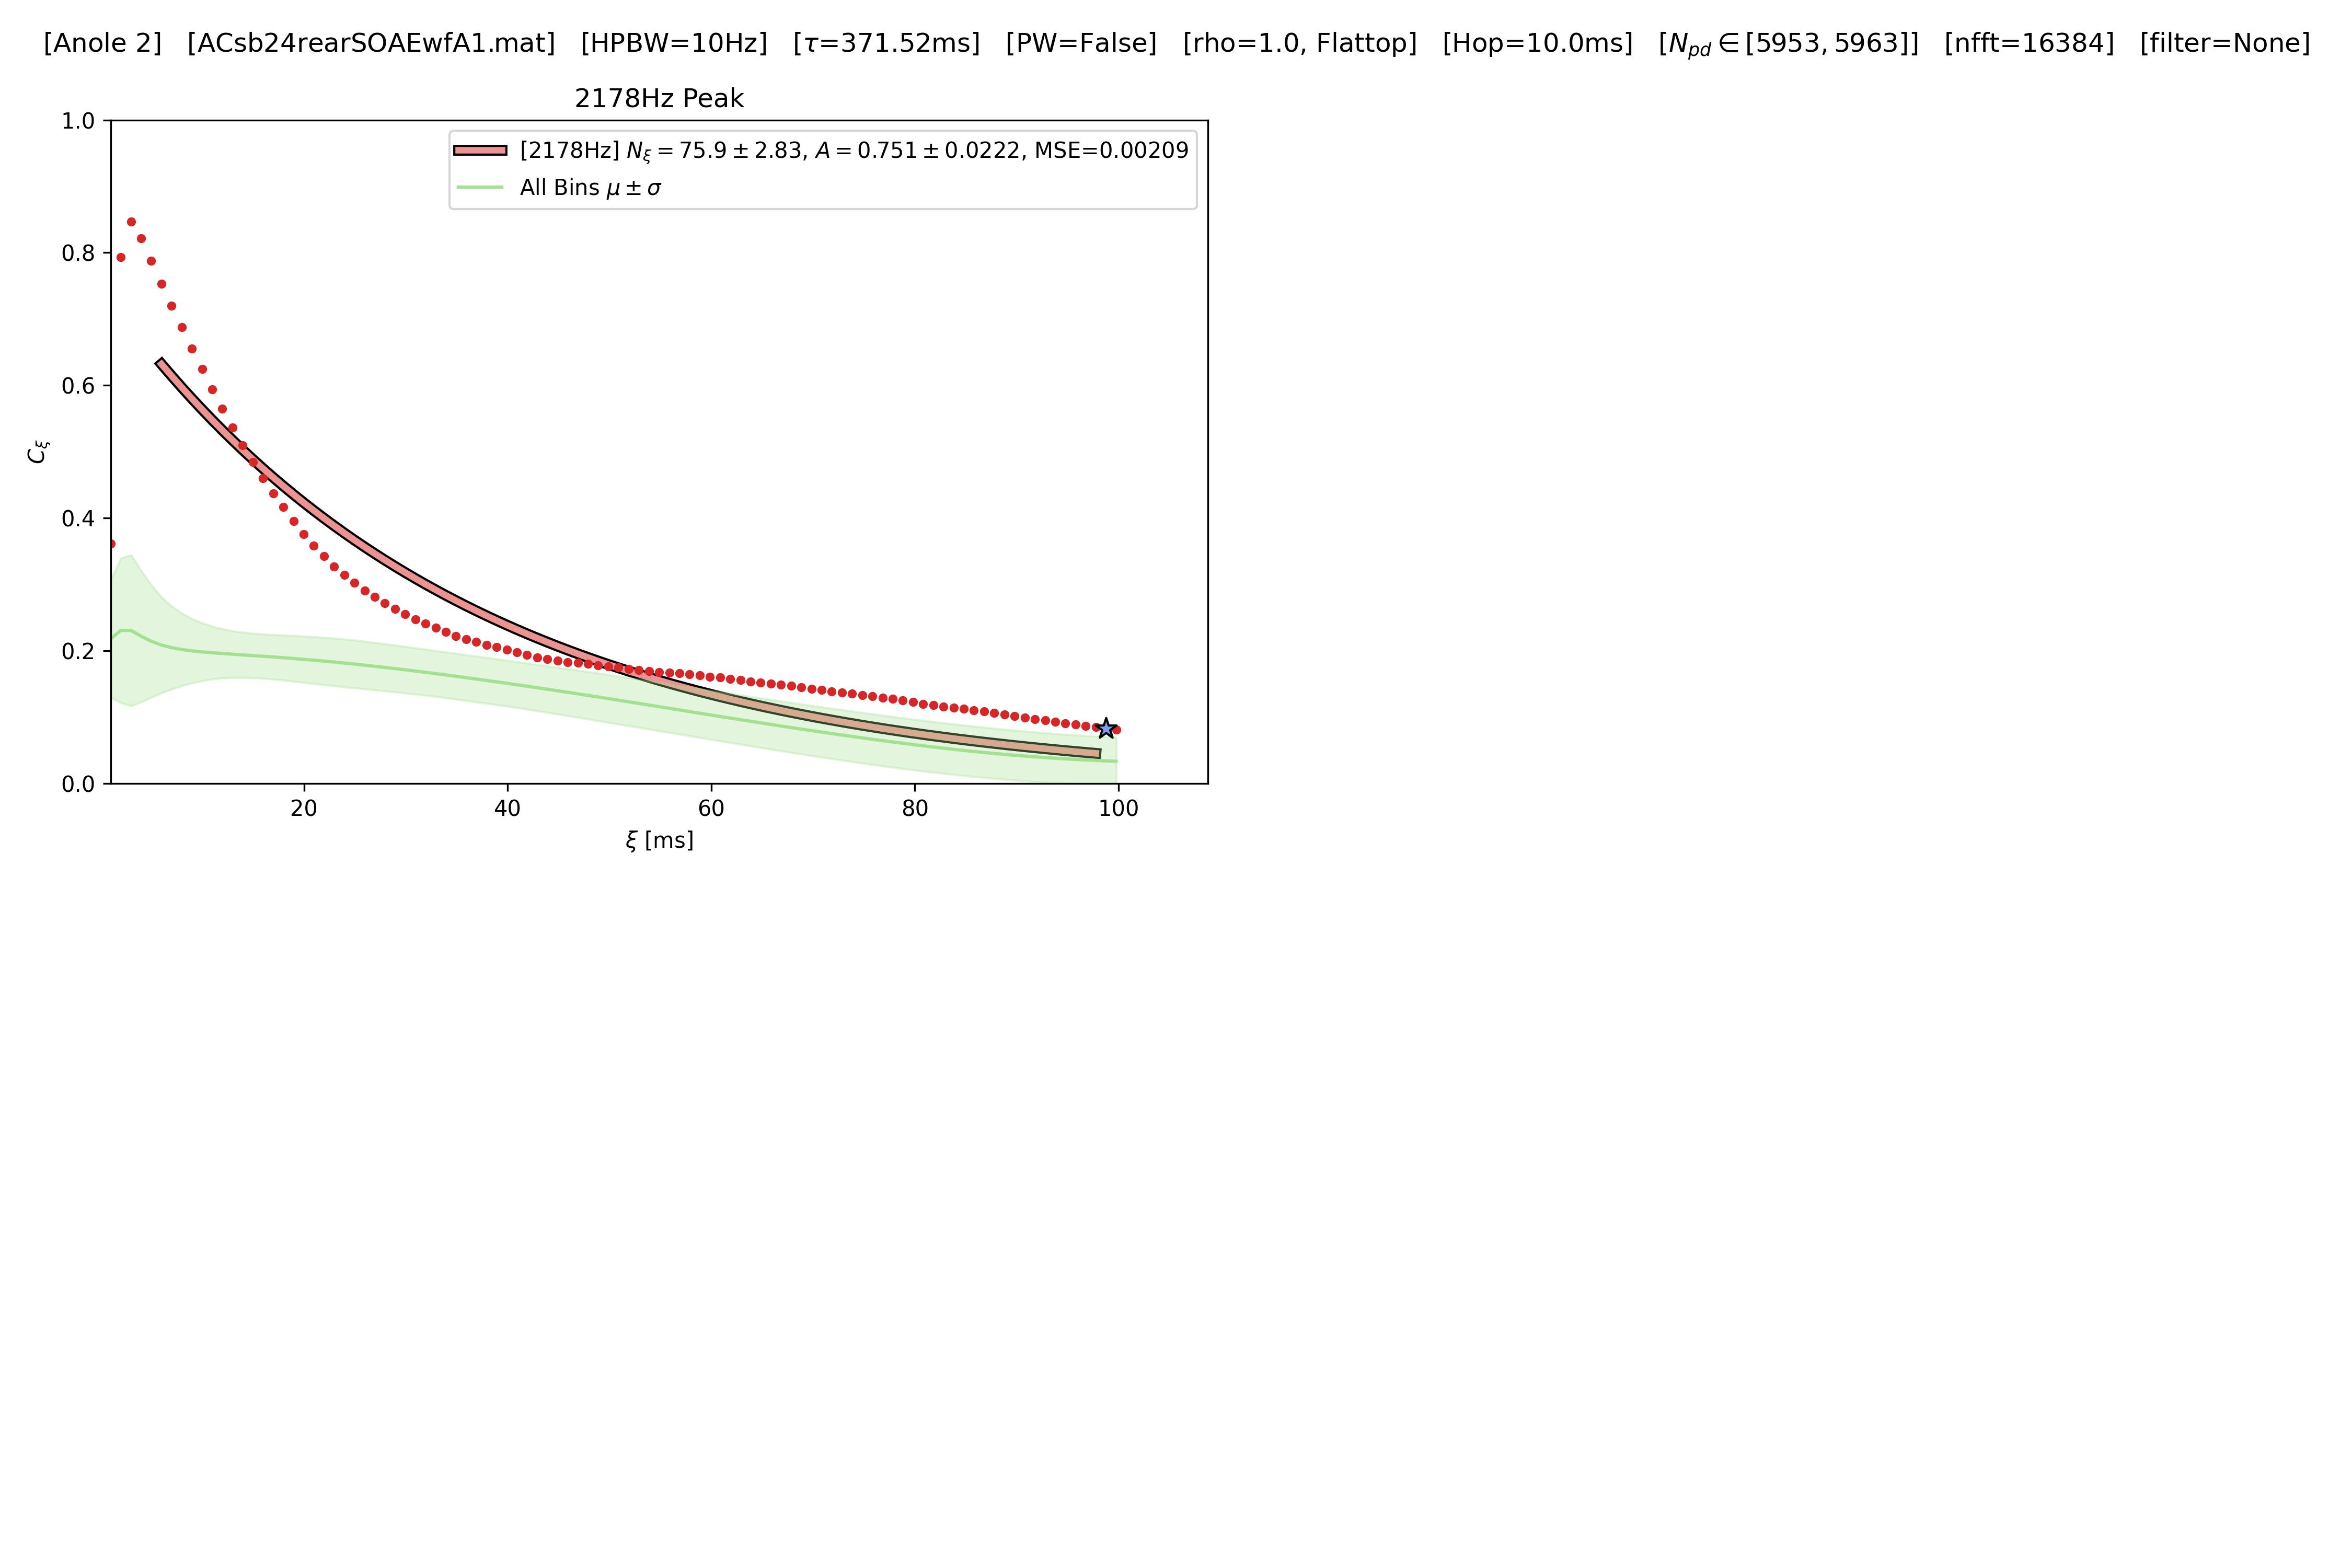 [Anole 2] [ACsb24rearSOAEwfA1.mat] [HPBW=10Hz] [τ=371.52ms] [PW=False] [rho=1.0, Flattop] [Hop=10.0ms] [N_pd ∈ [5953, 5963]] [nfft=16384] [filter=None]
2178Hz Peak
[2178Hz] N_ξ = 75.9 ± 2.83, A = 0.751 ± 0.0222, MSE=0.00209
All Bins μ ± σ
1.0
0.8
0.6
0.4
0.2
0.0
C_ξ
20 40 60 80 100
ξ [ms]